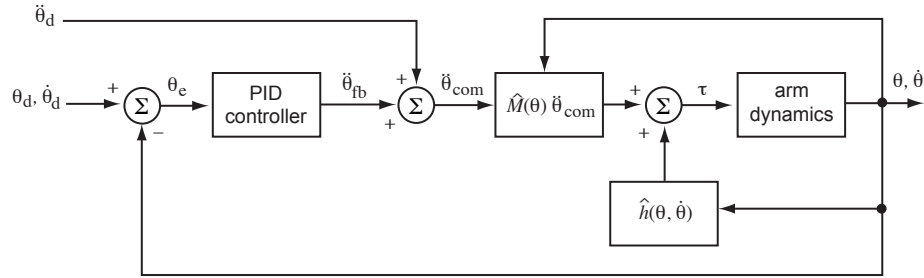 θ̈d
θd, θ̇d
+
−
Σ
θe
PID
controller
θ̈fb
+
+
Σ
θ̈com
M̂(θ) θ̈com
+
+
Σ
τ
arm
dynamics
θ, θ̇
ĥ(θ, θ̇)